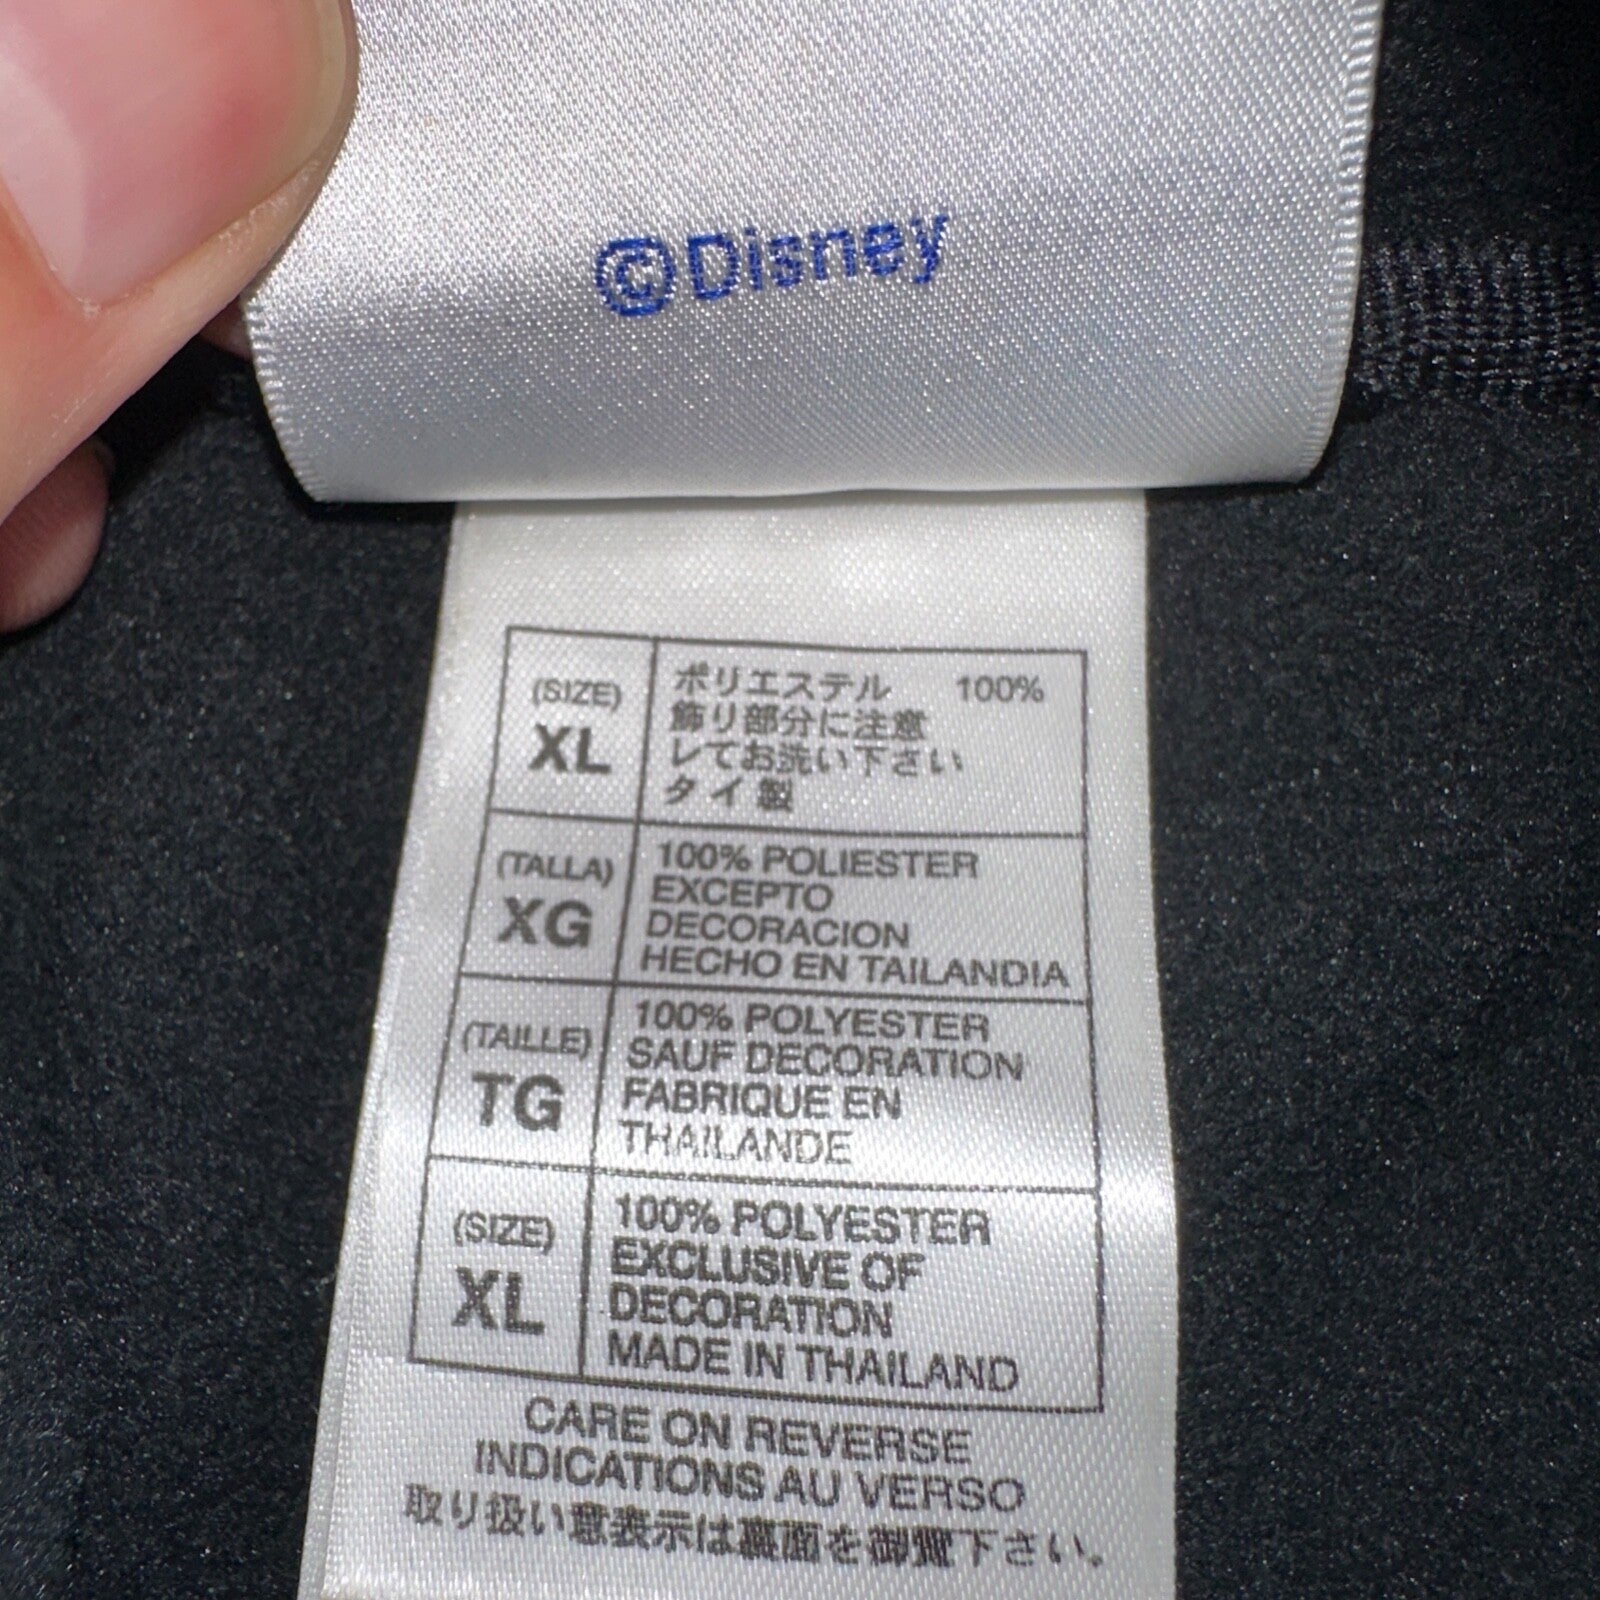 ©Disney
(SIZE)
XL
ポリエステル 100%
飾り部分に注意
レてお洗い下さい
タイ製
(TALLA)
XG
100% POLIESTER
EXCEPTO
DECORACION
HECHO EN TAILANDIA
(TAILLE)
TG
100% POLYESTER
SAUF DECORATION
FABRIQUE EN
THAILANDE
(SIZE)
XL
100% POLYESTER
EXCLUSIVE OF
DECORATION
MADE IN THAILAND
CARE ON REVERSE
INDICATIONS AU VERSO
取り扱い意表示は裏面を御覧下さい。